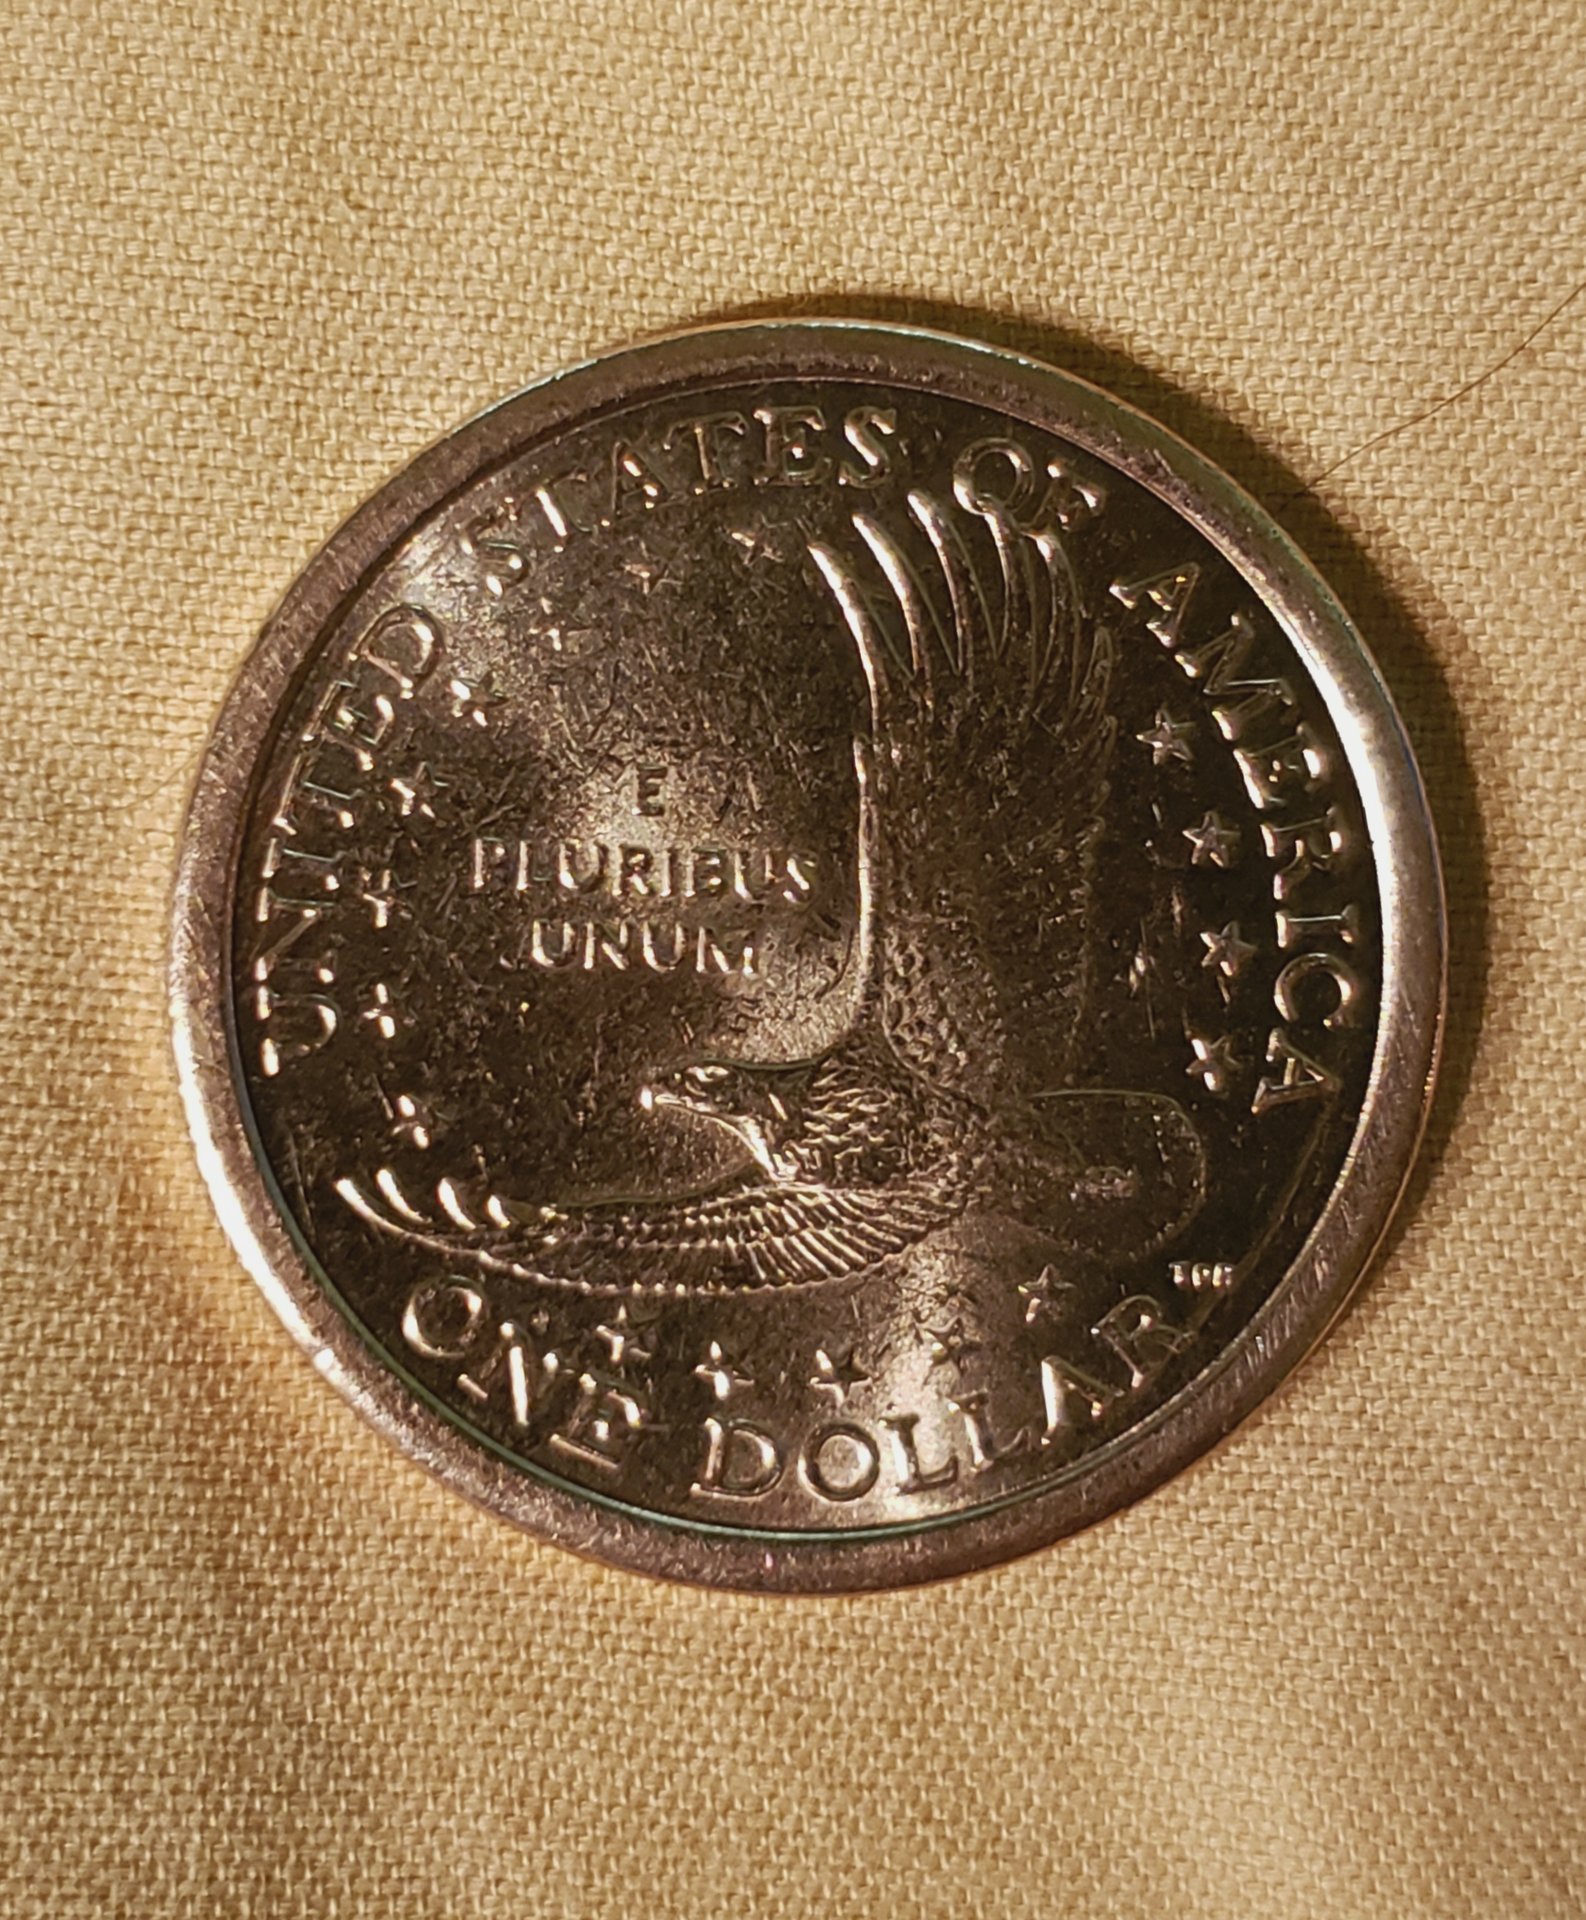 UNITED STATES OF AMERICA
E
PLURIBUS
UNUM
ONE DOLLAR